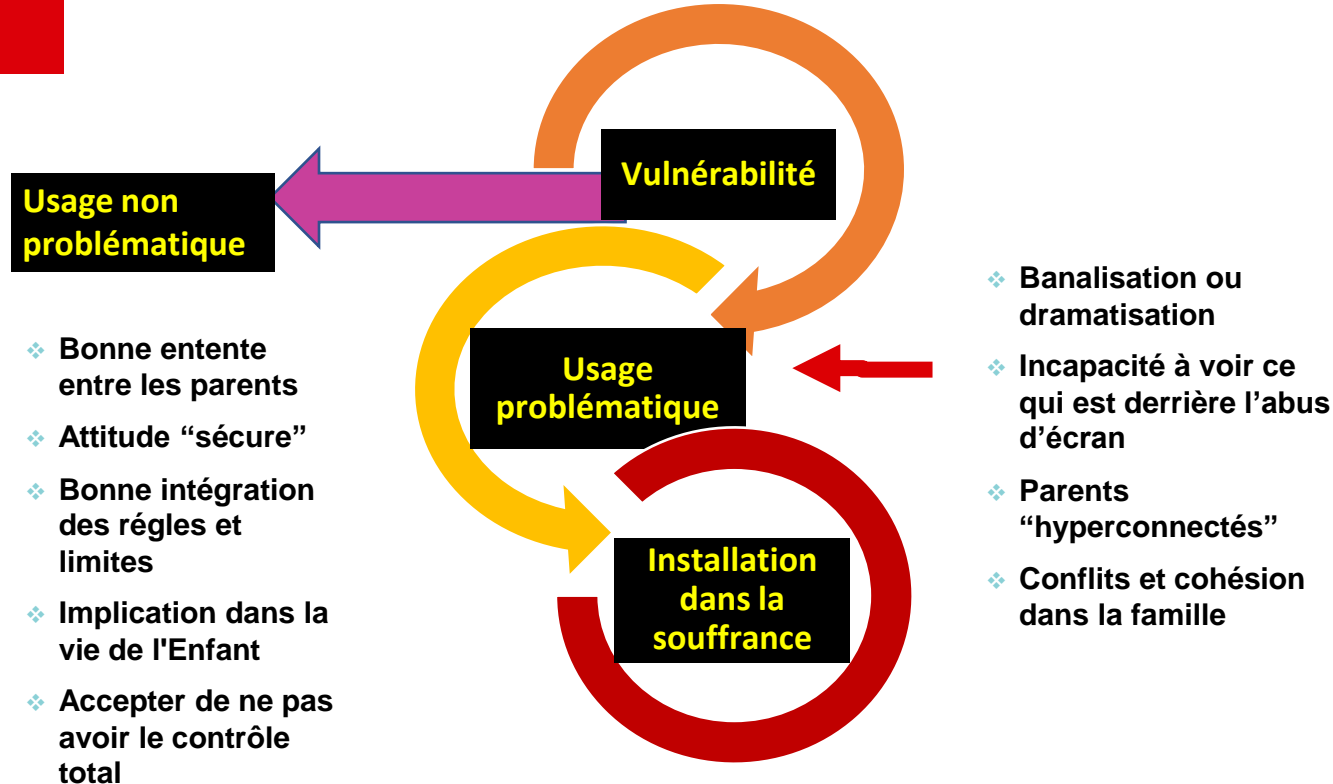 Vulnérabilité
Usage non
problématique
❖ Bonne entente
entre les parents
❖ Attitude “sécure”
❖ Bonne intégration
des régles et
limites
❖ Implication dans la
vie de l'Enfant
❖ Accepter de ne pas
avoir le contrôle
total
Usage
problématique
Installation
dans la
souffrance
❖ Banalisation ou
dramatisation
❖ Incapacité à voir ce
qui est derrière l’abus
d’écran
❖ Parents
“hyperconnectés”
❖ Conflits et cohésion
dans la famille